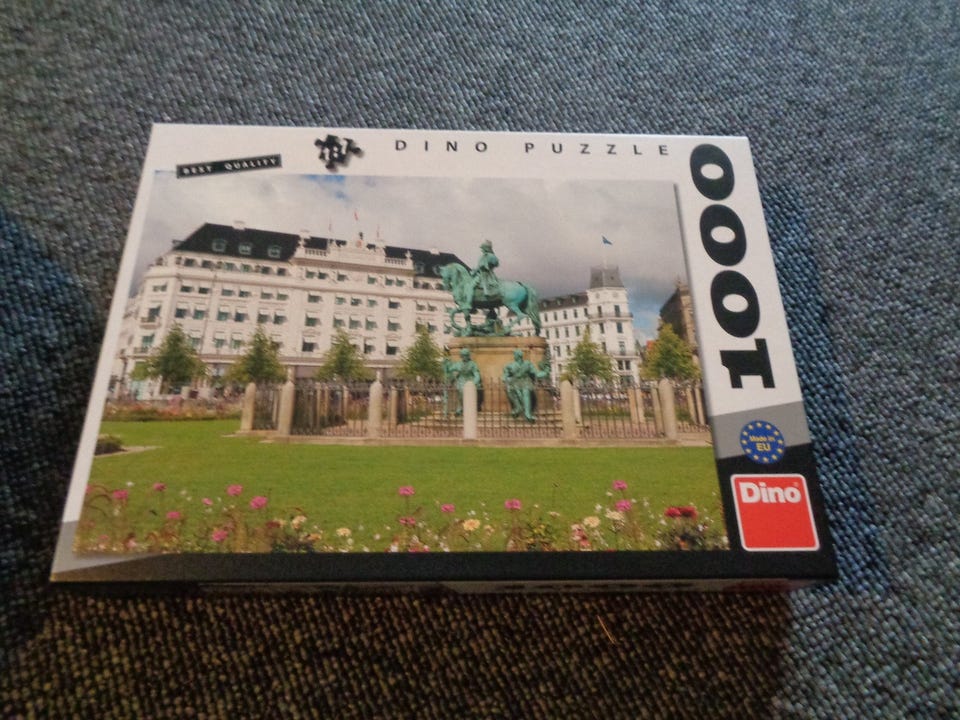 DINO PUZZLE
BEST QUALITY
1000
Made in
EU
Dino